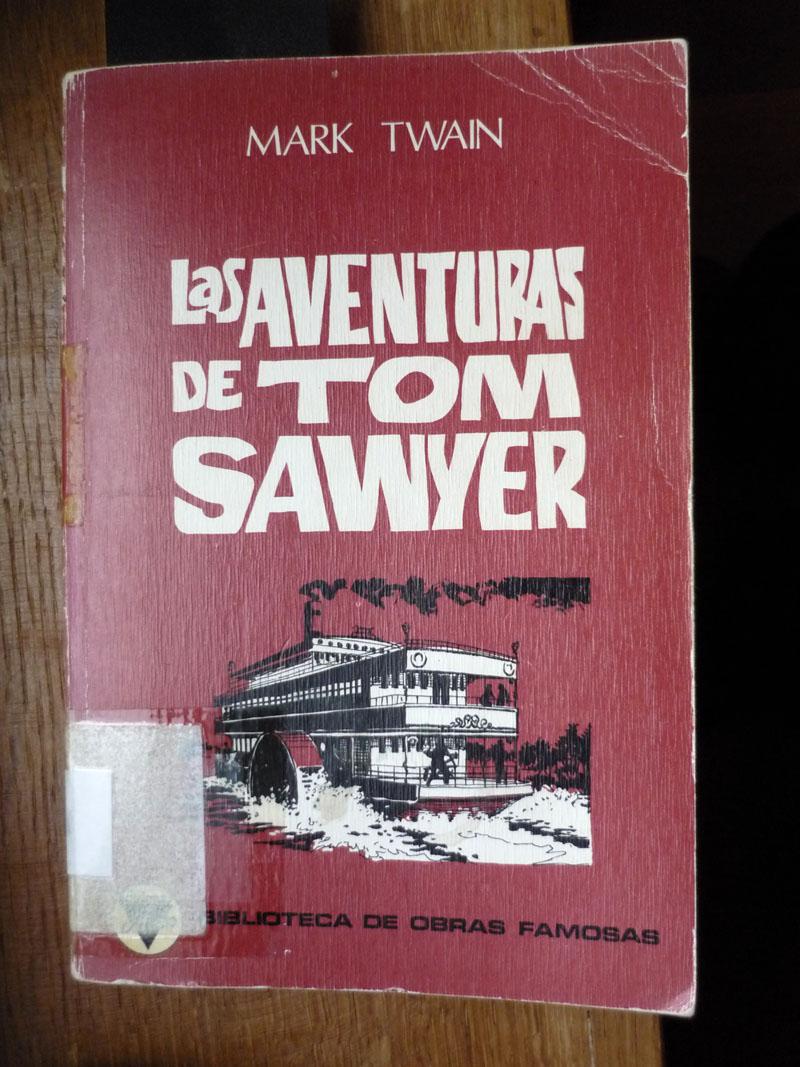 MARK TWAIN
Las AVENTURAS
DE TOM
SAWYER
BIBLIOTECA DE OBRAS FAMOSAS